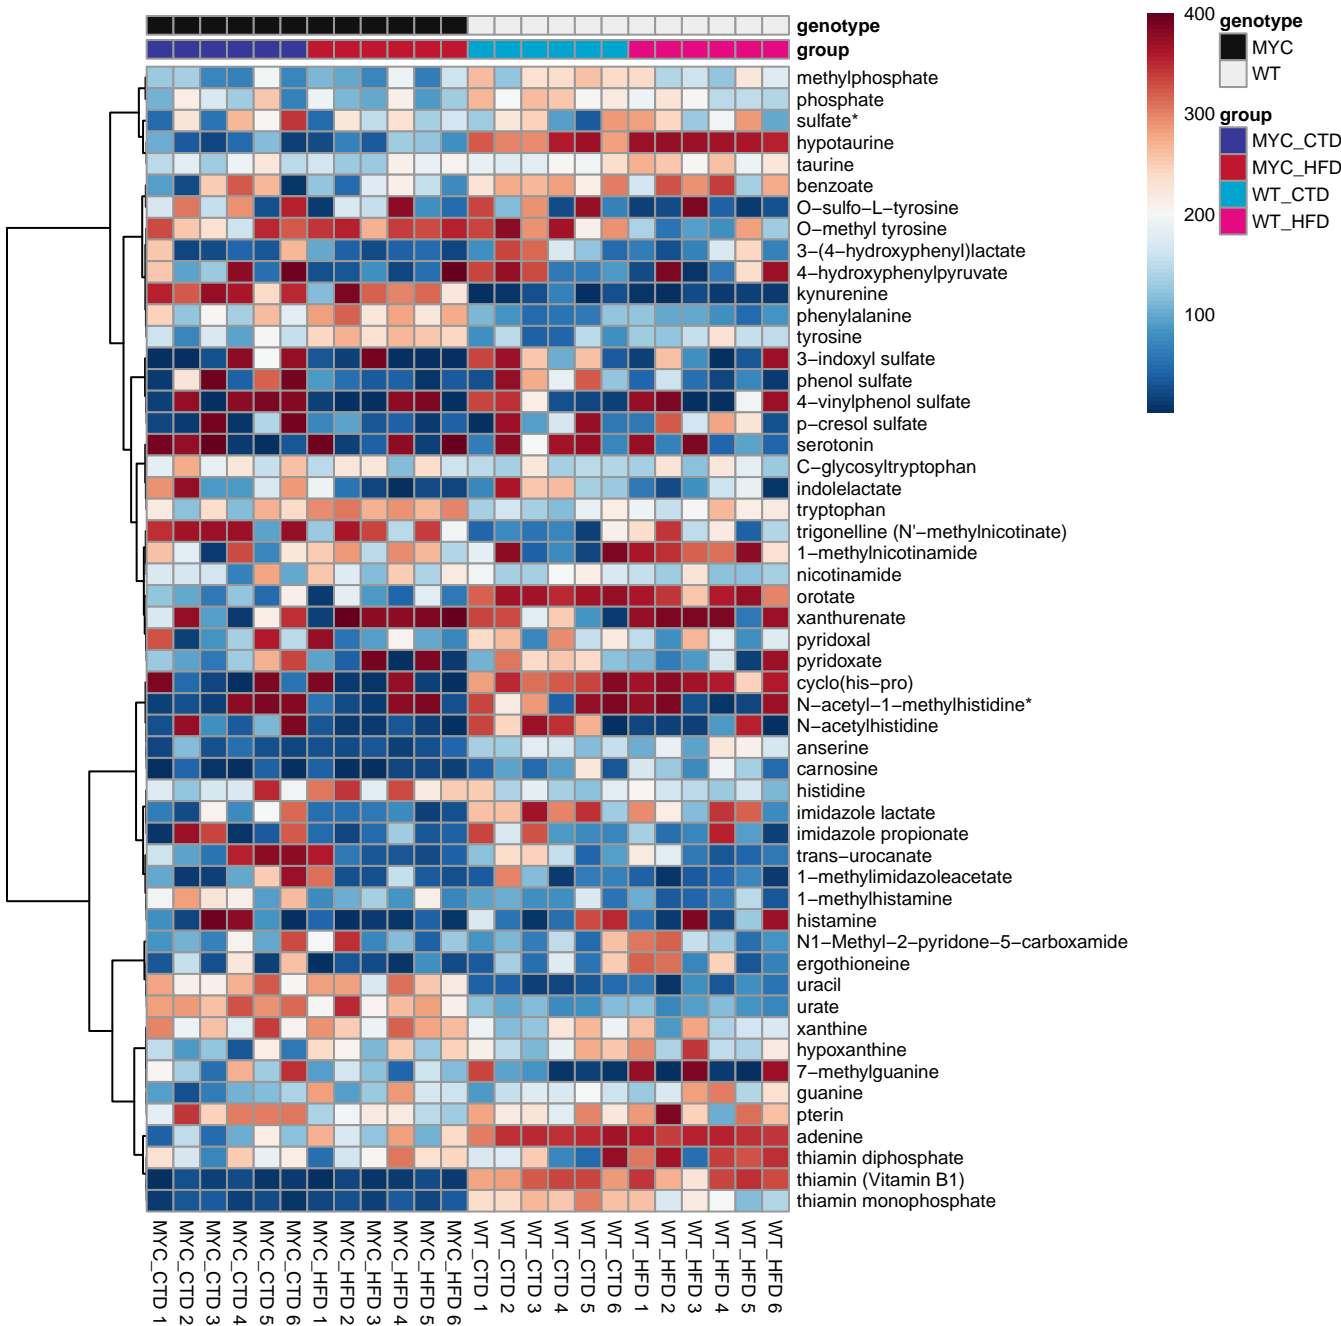 genotype
group
methylphosphate
phosphate
sulfate*
hypotaurine
taurine
benzoate
O−sulfo−L−tyrosine
O−methyl tyrosine
3−(4−hydroxyphenyl)lactate
4−hydroxyphenylpyruvate
kynurenine
phenylalanine
tyrosine
3−indoxyl sulfate
phenol sulfate
4−vinylphenol sulfate
p−cresol sulfate
serotonin
C−glycosyltryptophan
indolelactate
tryptophan
trigonelline (N'−methylnicotinate)
1−methylnicotinamide
nicotinamide
orotate
xanthurenate
pyridoxal
pyridoxate
cyclo(his−pro)
N−acetyl−1−methylhistidine*
N−acetylhistidine
anserine
carnosine
histidine
imidazole lactate
imidazole propionate
trans−urocanate
1−methylimidazoleacetate
1−methylhistamine
histamine
N1−Methyl−2−pyridone−5−carboxamide
ergothioneine
uracil
urate
xanthine
hypoxanthine
7−methylguanine
guanine
pterin
adenine
thiamin diphosphate
thiamin (Vitamin B1)
thiamin monophosphate
MYC_CTD 1
MYC_CTD 2
MYC_CTD 3
MYC_CTD 4
MYC_CTD 5
MYC_CTD 6
MYC_HFD 1
MYC_HFD 2
MYC_HFD 3
MYC_HFD 4
MYC_HFD 5
MYC_HFD 6
WT_CTD 1
WT_CTD 2
WT_CTD 3
WT_CTD 4
WT_CTD 5
WT_CTD 6
WT_HFD 1
WT_HFD 2
WT_HFD 3
WT_HFD 4
WT_HFD 5
WT_HFD 6
400
300
200
100
genotype
MYC
WT
group
MYC_CTD
MYC_HFD
WT_CTD
WT_HFD